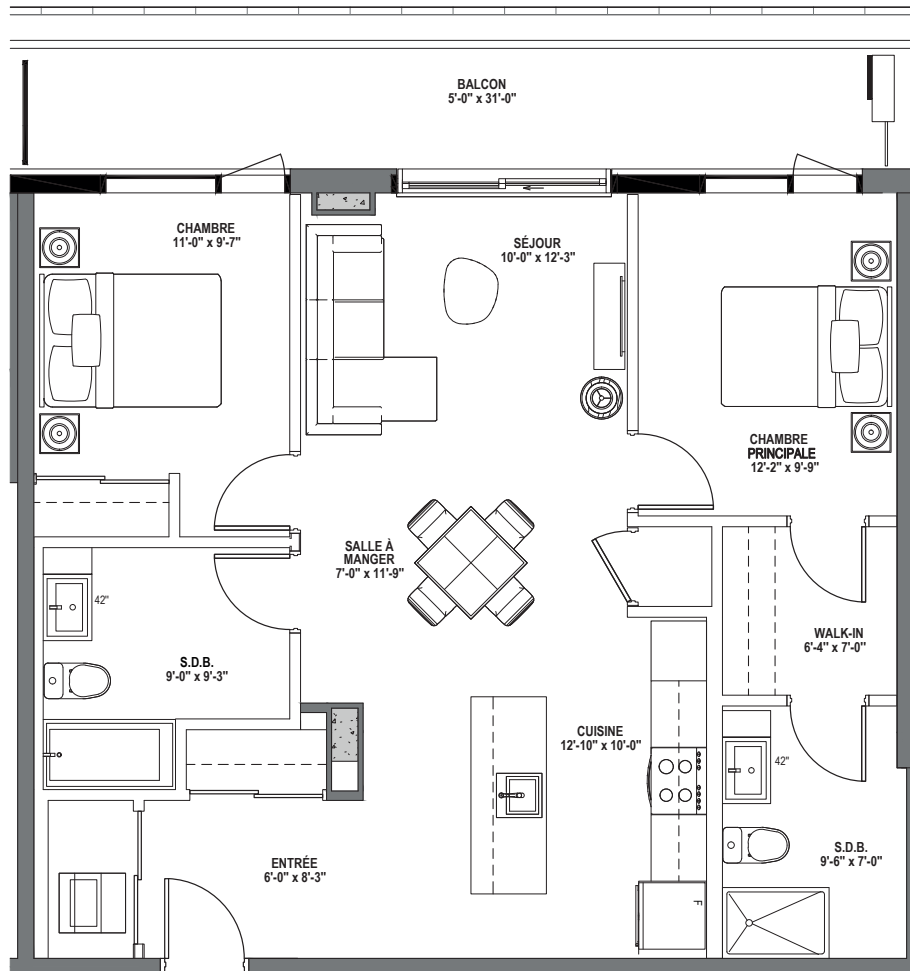 BALCON
5'-0" x 31'-0"
CHAMBRE
11'-0" x 9'-7"
SÉJOUR
10'-0" x 12'-3"
CHAMBRE
PRINCIPALE
12'-2" x 9'-9"
SALLE À
MANGER
7'-0" x 11'-9"
42"
S.D.B.
9'-0" x 9'-3"
WALK-IN
6'-4" x 7'-0"
CUISINE
12'-10" x 10'-0"
42"
ENTRÉE
6'-0" x 8'-3"
S.D.B.
9'-6" x 7'-0"
F